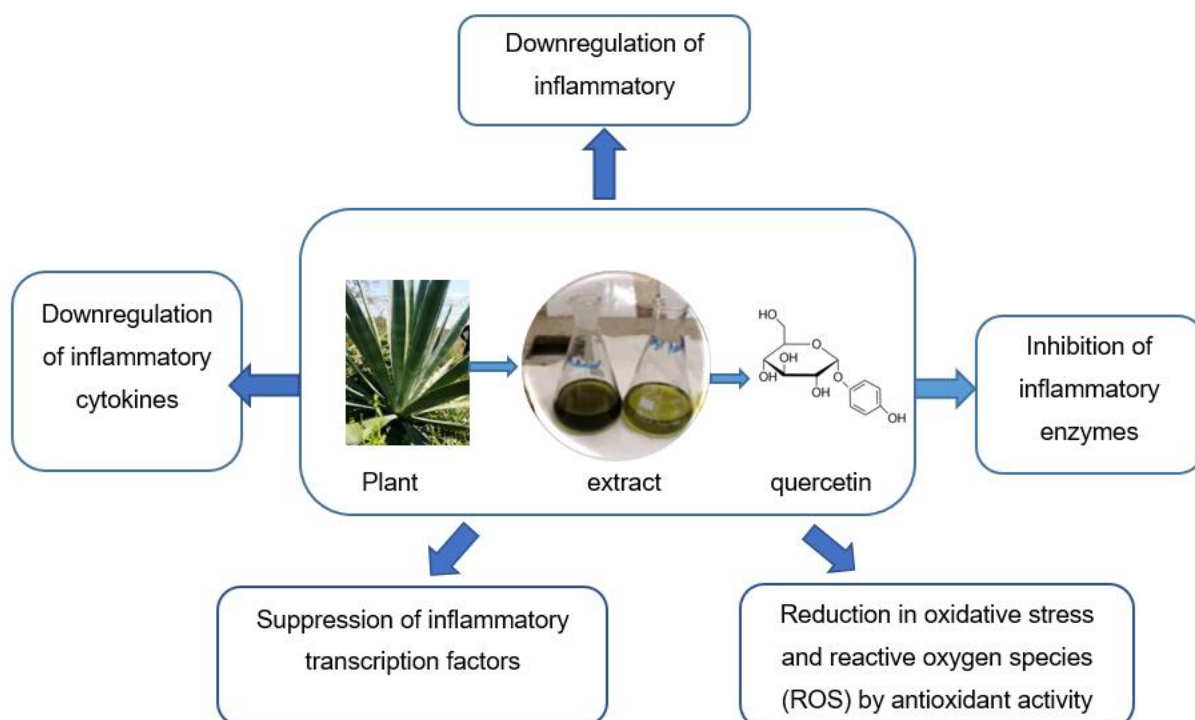 Downregulation of
inflammatory
Downregulation
of inflammatory
cytokines
HO
O
OH
HO
OH
O
OH
Inhibition of
inflammatory
enzymes
Plant
extract
quercetin
Suppression of inflammatory
transcription factors
Reduction in oxidative stress
and reactive oxygen species
(ROS) by antioxidant activity